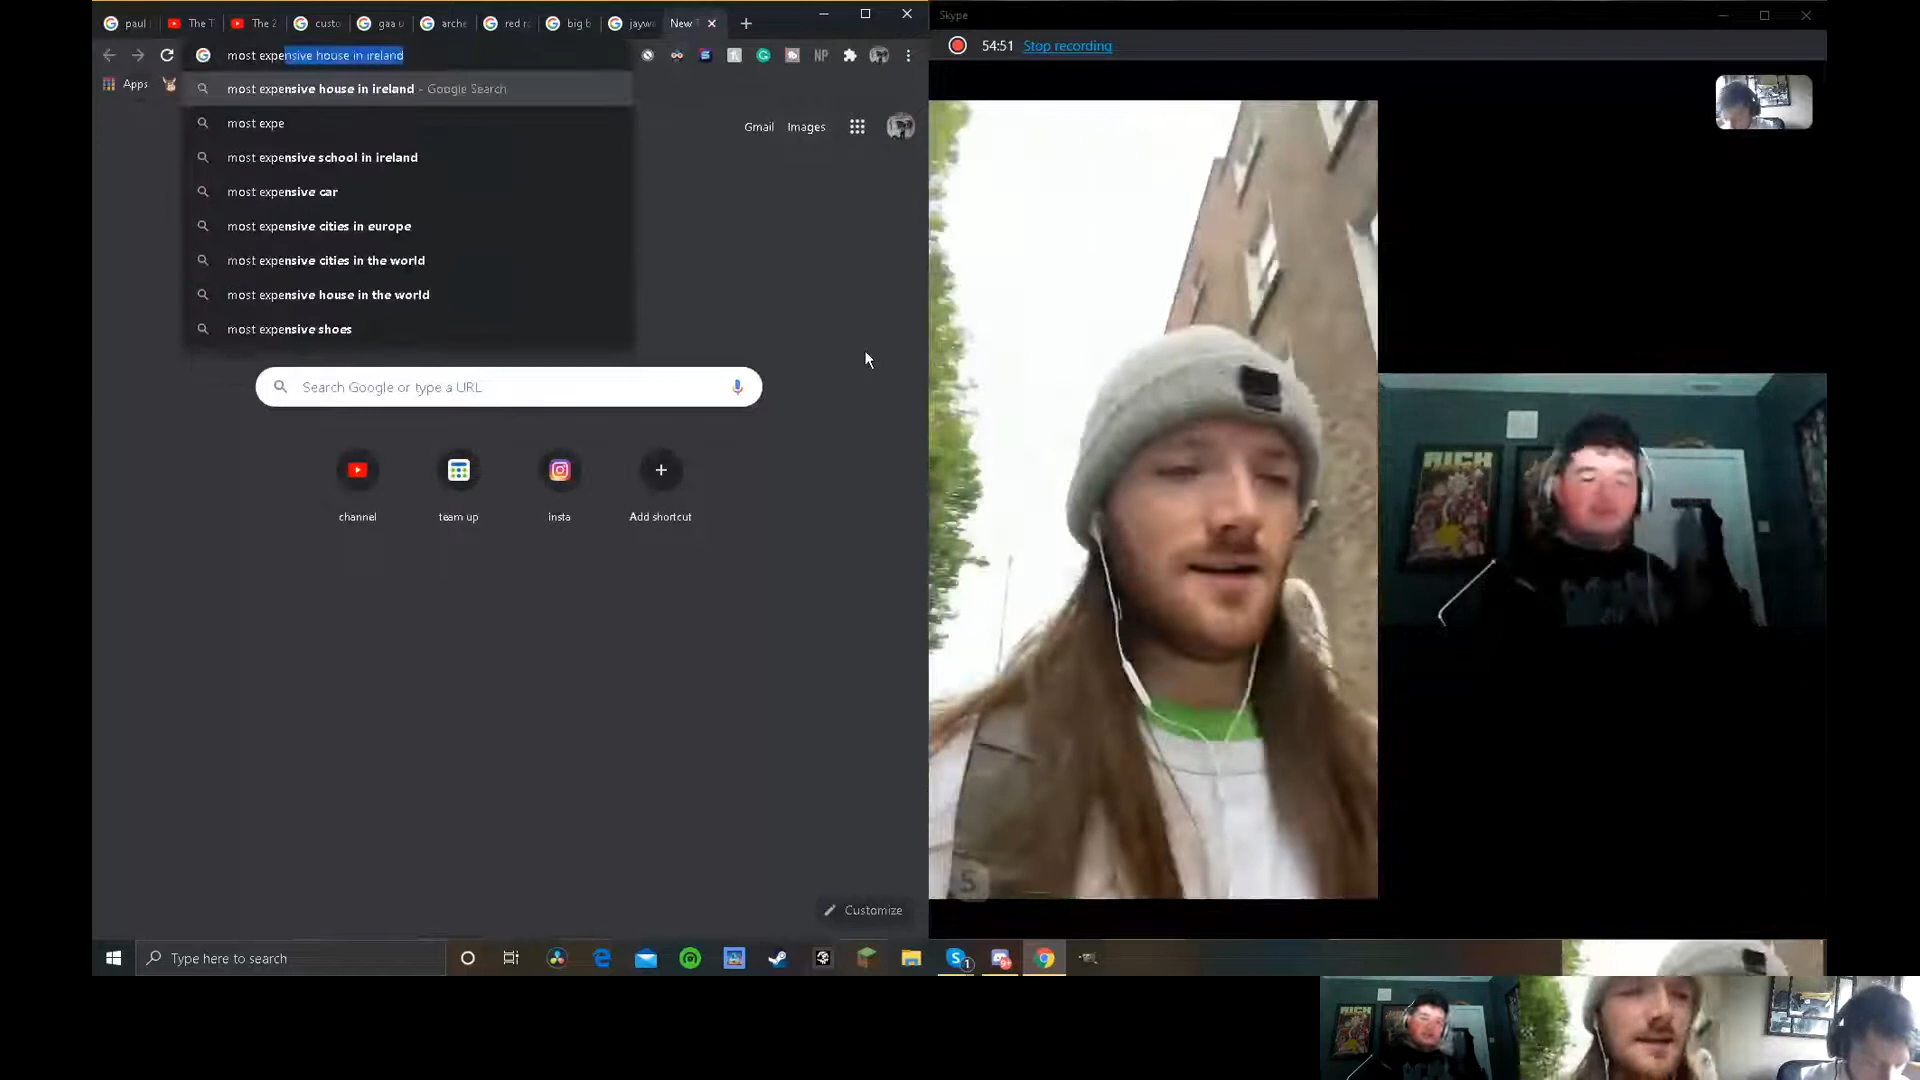 paul
The T
The 2
custo
gaa u
arche
red ro
big b
jaywa
New T
most expensive house in ireland
NP
Apps
most expensive house in ireland - Google Search
most expe
most expensive school in ireland
most expensive car
most expensive cities in europe
most expensive cities in the world
most expensive house in the world
most expensive shoes
Gmail
Images
Search Google or type a URL
channel
team up
insta
Add shortcut
Customize
Type here to search
Skype
54:51 Stop recording
RICH
S
RICH